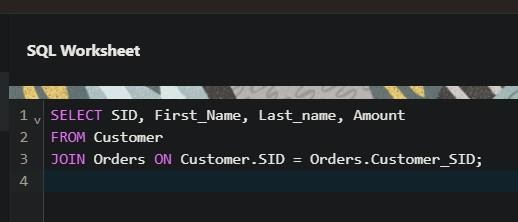 SQL Worksheet
1 SELECT SID, First_Name, Last_name, Amount
2 FROM Customer
3 JOIN Orders ON Customer.SID = Orders.Customer_SID;
4